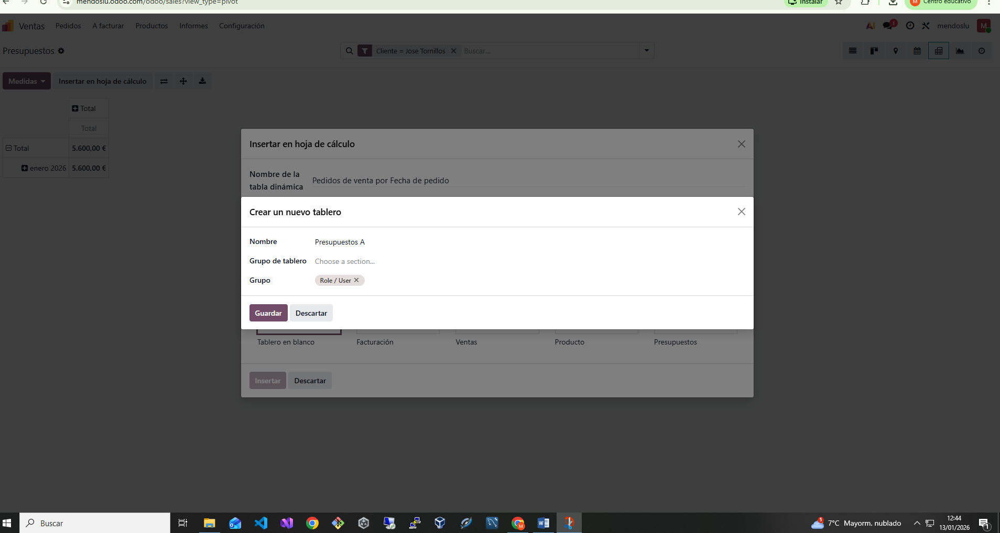 mendoslu.odoo.com/odoo/sales?view_type=pivot
Instalar
M Centro educativo
Ventas Pedidos A facturar Productos Informes Configuración
AI 1 mendoslu M
Presupuestos
Cliente = Jose Tornillos Buscar...
Medidas Insertar en hoja de cálculo
Total
Total
Total 5.600,00 €
enero 2026 5.600,00 €
Insertar en hoja de cálculo
Nombre de la
tabla dinámica Pedidos de venta por Fecha de pedido
Crear un nuevo tablero
Nombre Presupuestos A
Grupo de tablero Choose a section...
Grupo Role / User
Guardar Descartar
Tablero en blanco Facturación Ventas Producto Presupuestos
Insertar Descartar
Buscar
5 7°C Mayorm. nublado
12:44
13/01/2026
1